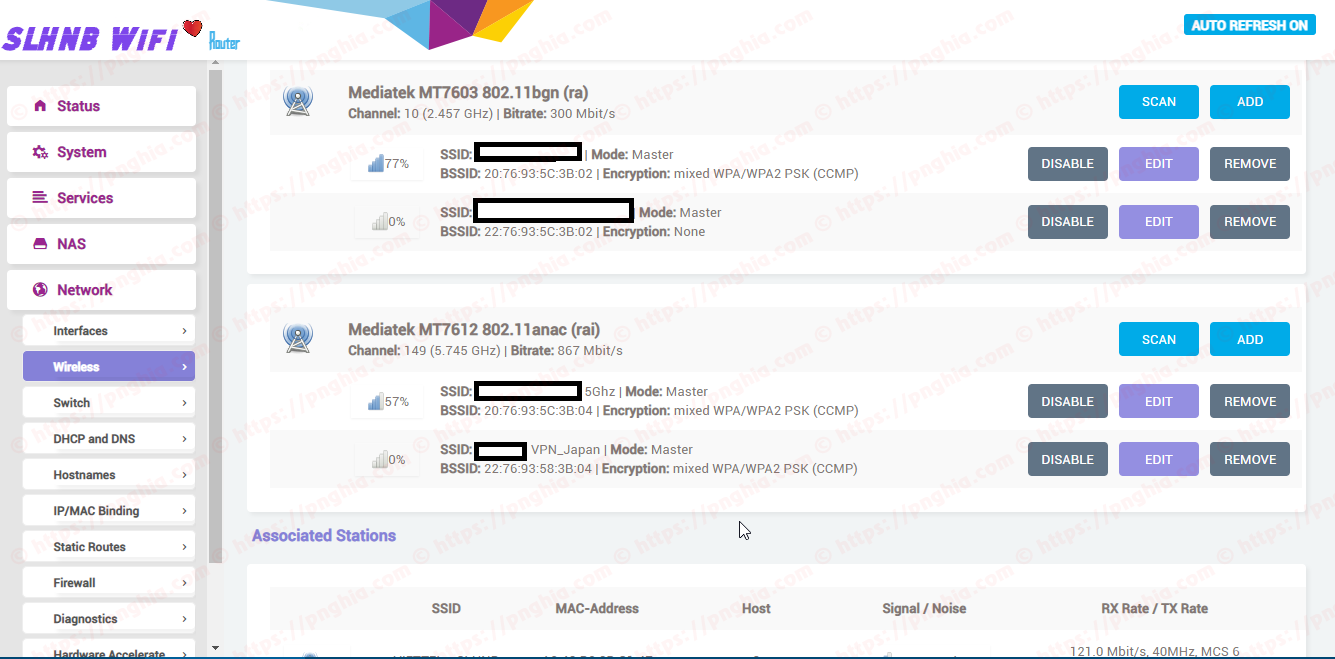 SLHNB WiFi Router
AUTO REFRESH ON
Status
System
Services
NAS
Network
Interfaces
Wireless
Switch
DHCP and DNS
Hostnames
IP/MAC Binding
Static Routes
Firewall
Diagnostics
Hardware Accelerate
Mediatek MT7603 802.11bgn (ra)
Channel: 10 (2.457 GHz) | Bitrate: 300 Mbit/s
SCAN ADD
77%
SSID: | Mode: Master
BSSID: 20:76:93:5C:3B:02 | Encryption: mixed WPA/WPA2 PSK (CCMP)
DISABLE EDIT REMOVE
0%
SSID: Mode: Master
BSSID: 22:76:93:5C:3B:02 | Encryption: None
DISABLE EDIT REMOVE
Mediatek MT7612 802.11anac (rai)
Channel: 149 (5.745 GHz) | Bitrate: 867 Mbit/s
SCAN ADD
57%
SSID: 5Ghz | Mode: Master
BSSID: 20:76:93:5C:3B:04 | Encryption: mixed WPA/WPA2 PSK (CCMP)
DISABLE EDIT REMOVE
0%
SSID: VPN_Japan | Mode: Master
BSSID: 22:76:93:58:3B:04 | Encryption: mixed WPA/WPA2 PSK (CCMP)
DISABLE EDIT REMOVE
Associated Stations
SSID MAC-Address Host Signal / Noise RX Rate / TX Rate
121.0 Mbit/s, 40MHz, MCS 6
© https://pnghia.com